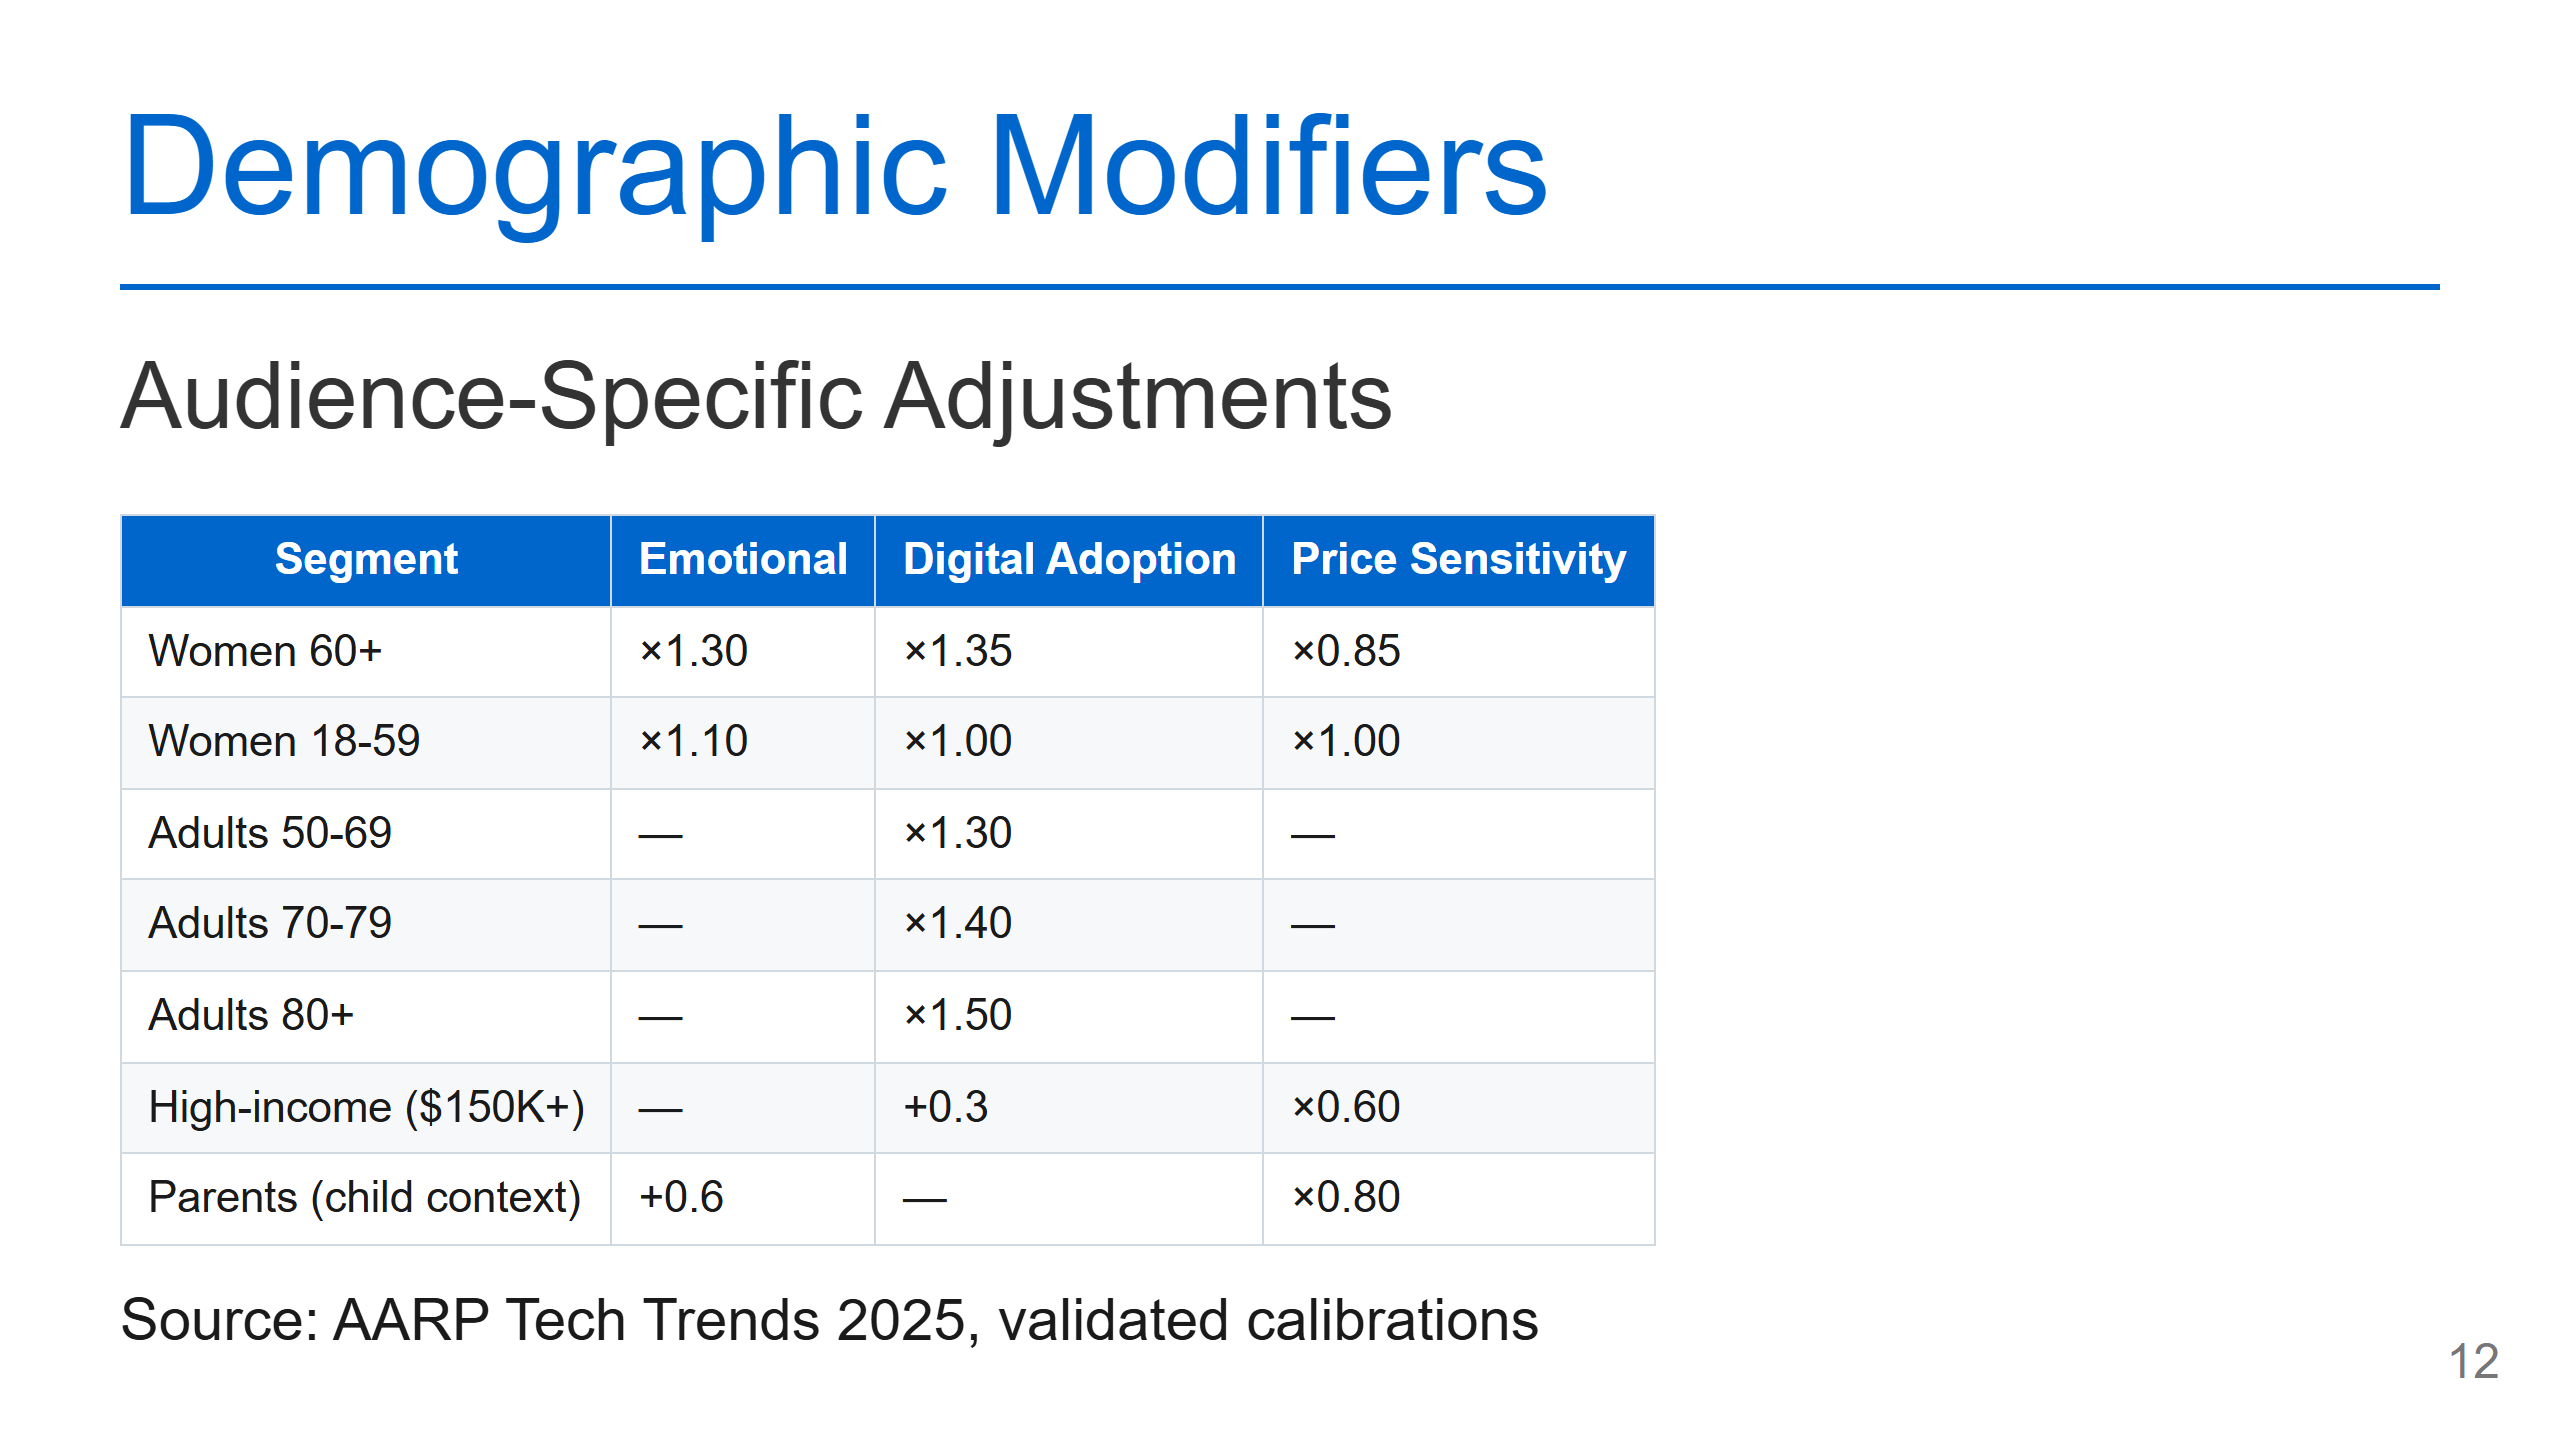 Demographic Modifiers
Audience-Specific Adjustments
Segment Emotional Digital Adoption Price Sensitivity
Women 60+ ×1.30 ×1.35 ×0.85
Women 18-59 ×1.10 ×1.00 ×1.00
Adults 50-69 — ×1.30 —
Adults 70-79 — ×1.40 —
Adults 80+ — ×1.50 —
High-income ($150K+) — +0.3 ×0.60
Parents (child context) +0.6 — ×0.80
Source: AARP Tech Trends 2025, validated calibrations
12